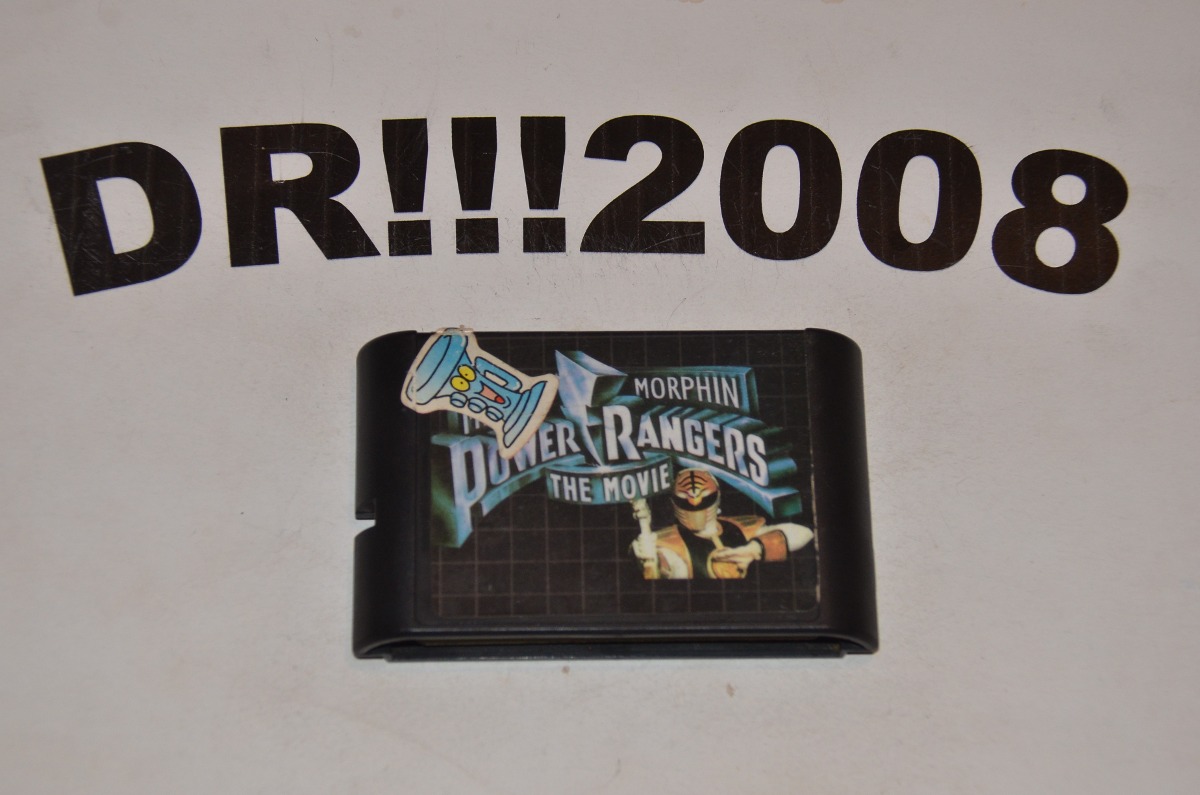 DR!!!2008
MORPHIN
POWER RANGERS
THE MOVIE